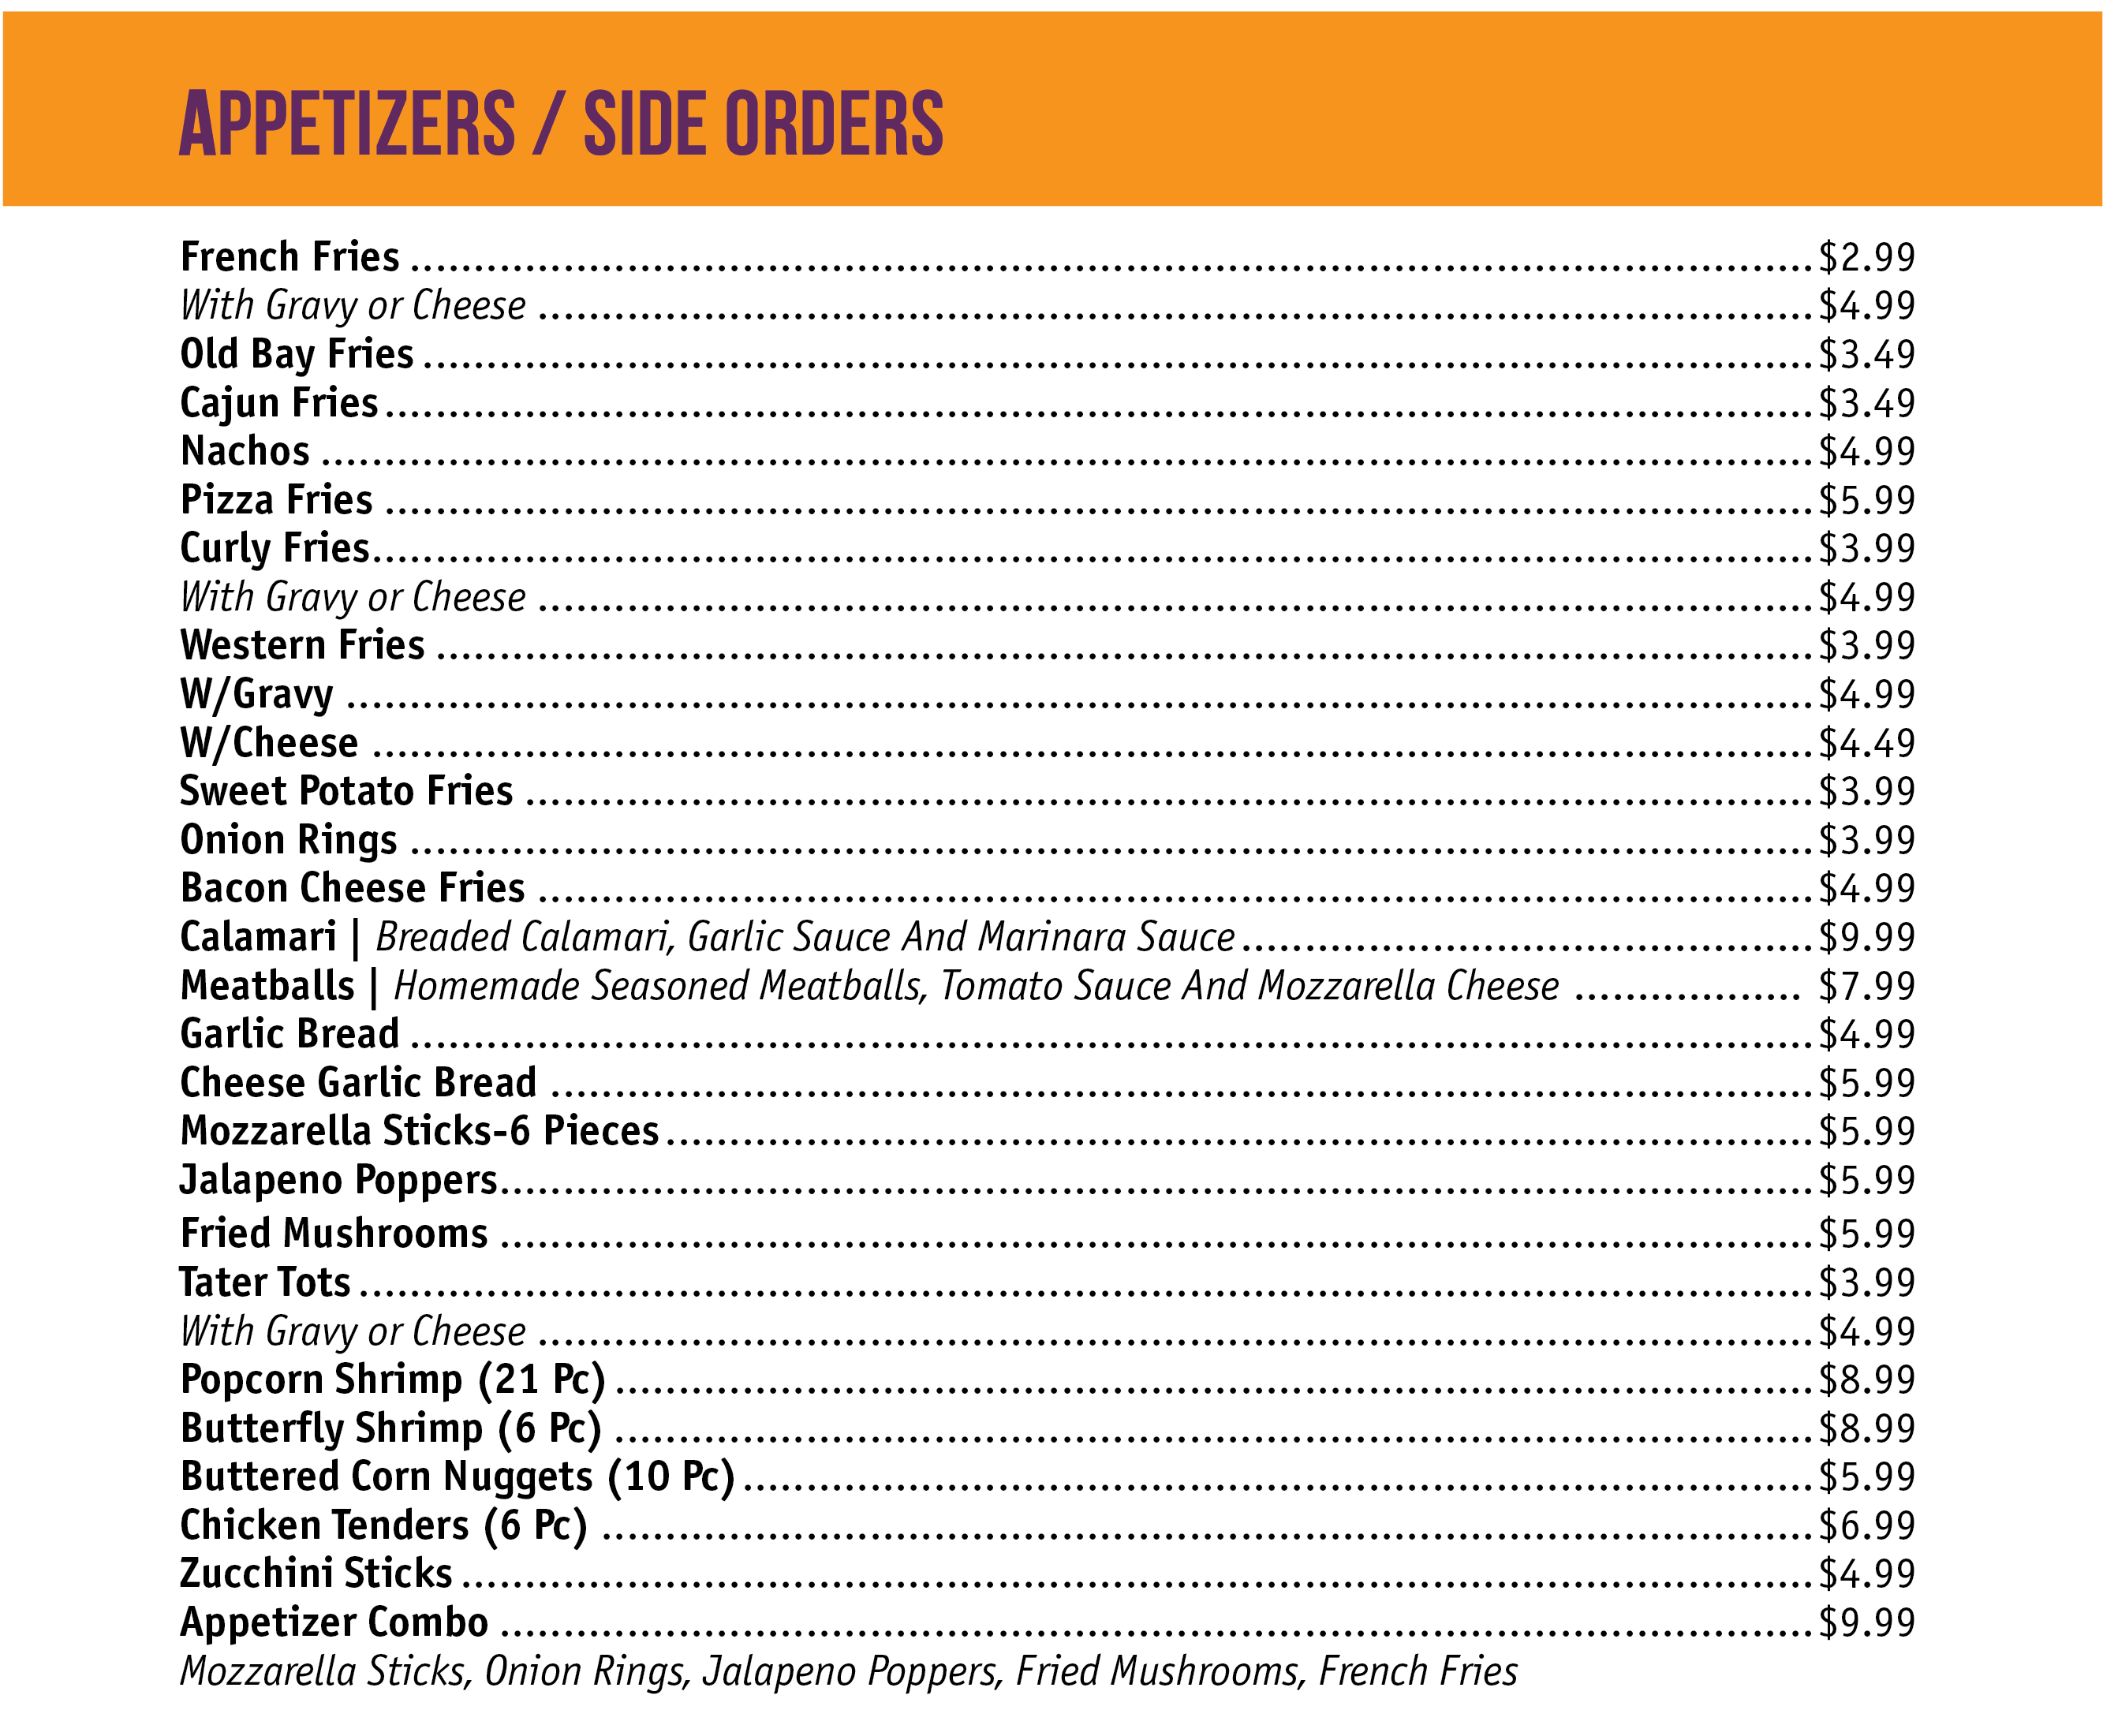 APPETIZERS / SIDE ORDERS
French Fries $2.99
With Gravy or Cheese $4.99
Old Bay Fries $3.49
Cajun Fries $3.49
Nachos $4.99
Pizza Fries $5.99
Curly Fries $3.99
With Gravy or Cheese $4.99
Western Fries $3.99
W/Gravy $4.99
W/Cheese $4.49
Sweet Potato Fries $3.99
Onion Rings $3.99
Bacon Cheese Fries $4.99
Calamari | Breaded Calamari, Garlic Sauce And Marinara Sauce $9.99
Meatballs | Homemade Seasoned Meatballs, Tomato Sauce And Mozzarella Cheese $7.99
Garlic Bread $4.99
Cheese Garlic Bread $5.99
Mozzarella Sticks-6 Pieces $5.99
Jalapeno Poppers $5.99
Fried Mushrooms $5.99
Tater Tots $3.99
With Gravy or Cheese $4.99
Popcorn Shrimp (21 Pc) $8.99
Butterfly Shrimp (6 Pc) $8.99
Buttered Corn Nuggets (10 Pc) $5.99
Chicken Tenders (6 Pc) $6.99
Zucchini Sticks $4.99
Appetizer Combo $9.99
Mozzarella Sticks, Onion Rings, Jalapeno Poppers, Fried Mushrooms, French Fries